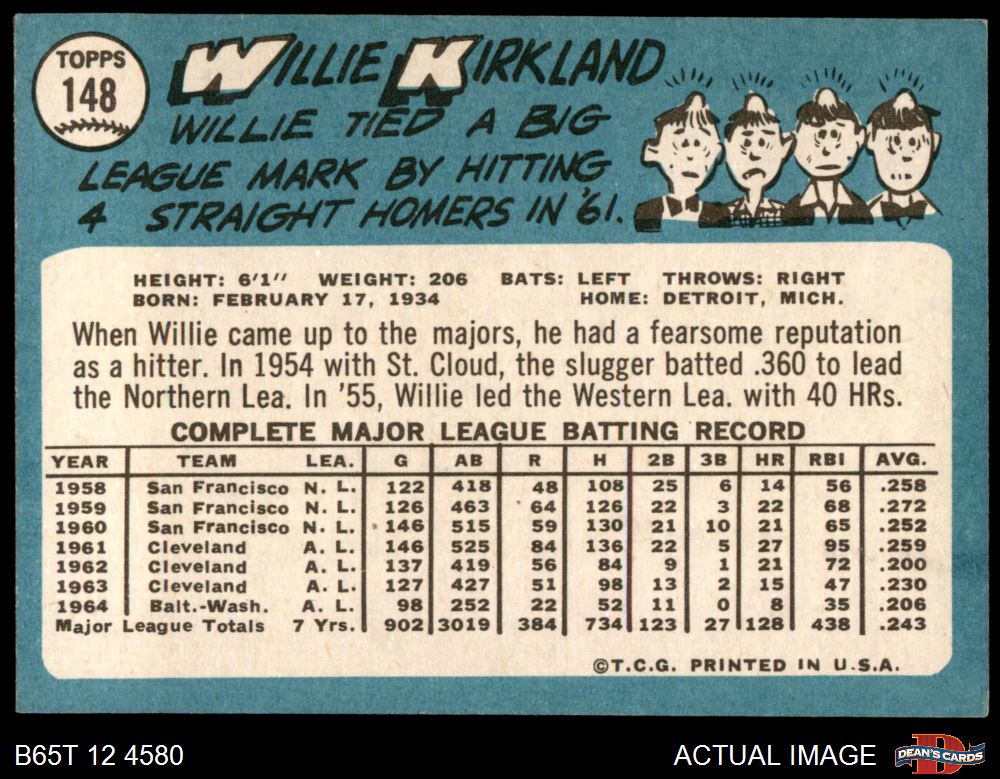 TOPPS
148
WILLIE KIRKLAND
WILLIE TIED A BIG
LEAGUE MARK BY HITTING
4 STRAIGHT HOMERS IN '61.
HEIGHT: 6'1" WEIGHT: 206 BATS: LEFT THROWS: RIGHT
BORN: FEBRUARY 17, 1934 HOME: DETROIT, MICH.
When Willie came up to the majors, he had a fearsome reputation
as a hitter. In 1954 with St. Cloud, the slugger batted .360 to lead
the Northern Lea. In '55, Willie led the Western Lea. with 40 HRs.
COMPLETE MAJOR LEAGUE BATTING RECORD
YEAR TEAM LEA. G AB R H 2B 3B HR RBI AVG.
1958 San Francisco N. L. 122 418 48 108 25 6 14 56 .258
1959 San Francisco N. L. 126 463 64 126 22 3 22 68 .272
1960 San Francisco N. L. 146 515 59 130 21 10 21 65 .252
1961 Cleveland A. L. 146 525 84 136 22 5 27 95 .259
1962 Cleveland A. L. 137 419 56 84 9 1 21 72 .200
1963 Cleveland A. L. 127 427 51 98 13 2 15 47 .230
1964 Balt.-Wash. A. L. 98 252 22 52 11 0 8 35 .206
Major League Totals 7 Yrs. 902 3019 384 734 123 27 128 438 .243
©T.C.G. PRINTED IN U.S.A.
B65T 12 4580 ACTUAL IMAGE DEAN'S CARDS